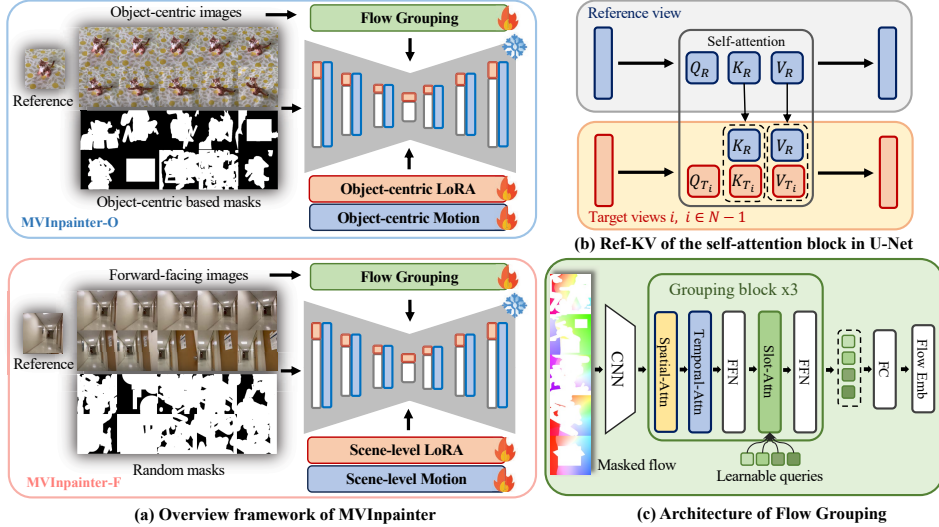 Object-centric images
Flow Grouping
Reference
Object-centric LoRA
Object-centric Motion
Object-centric based masks
MVInpainter-O
Forward-facing images
Flow Grouping
Reference
Scene-level LoRA
Scene-level Motion
Random masks
MVInpainter-F
(a) Overview framework of MVInpainter
Reference view
Self-attention
Q_R K_R V_R
K_R V_R
Q_{T_i} K_{T_i} V_{T_i}
Target views i, i ∈ N − 1
(b) Ref-KV of the self-attention block in U-Net
Grouping block x3
CNN
Spatial-Attn
Temporal-Attn
FFN
Slot-Attn
FFN
FC
Flow Emb
Masked flow
Learnable queries
(c) Architecture of Flow Grouping